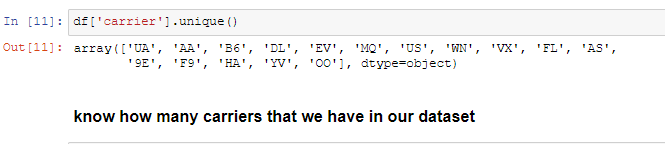 In [11]: df['carrier'].unique()
Out[11]: array(['UA', 'AA', 'B6', 'DL', 'EV', 'MQ', 'US', 'WN', 'VX', 'FL', 'AS',
'9E', 'F9', 'HA', 'YV', 'OO'], dtype=object)
know how many carriers that we have in our dataset